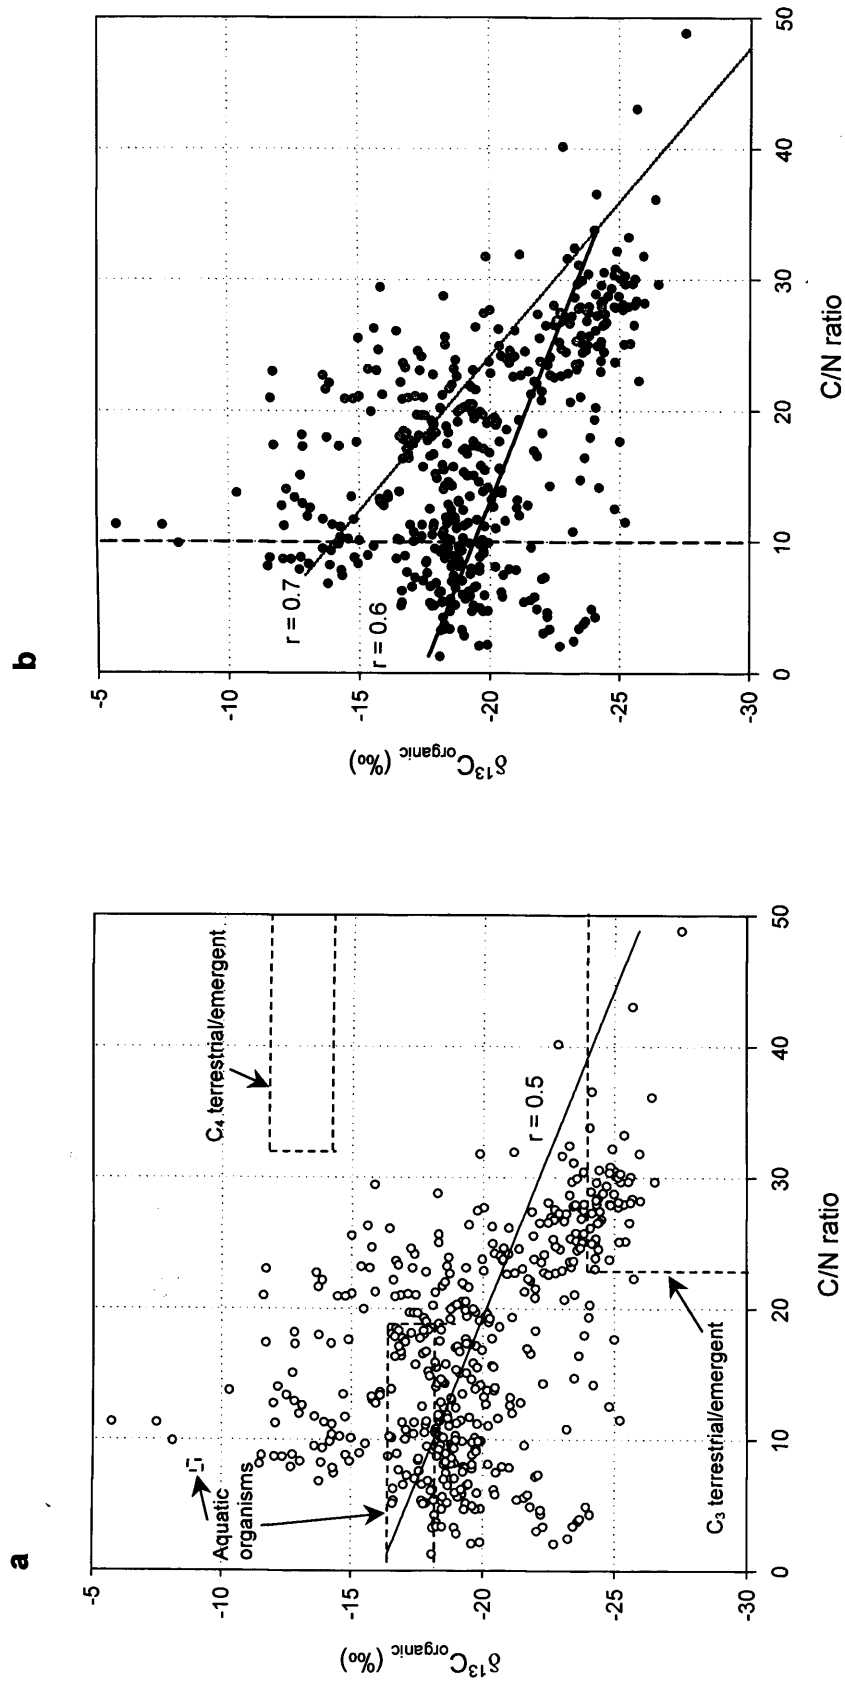 a
δ13Corganic (‰)
-5
-10
-15
-20
-25
-30
0
10
20
30
40
50
C/N ratio
Aquatic
organisms
C4 terrestrial/emergent
C3 terrestrial/emergent
r = 0.5
b
δ13Corganic (‰)
-5
-10
-15
-20
-25
-30
0
10
20
30
40
50
C/N ratio
r = 0.7
r = 0.6